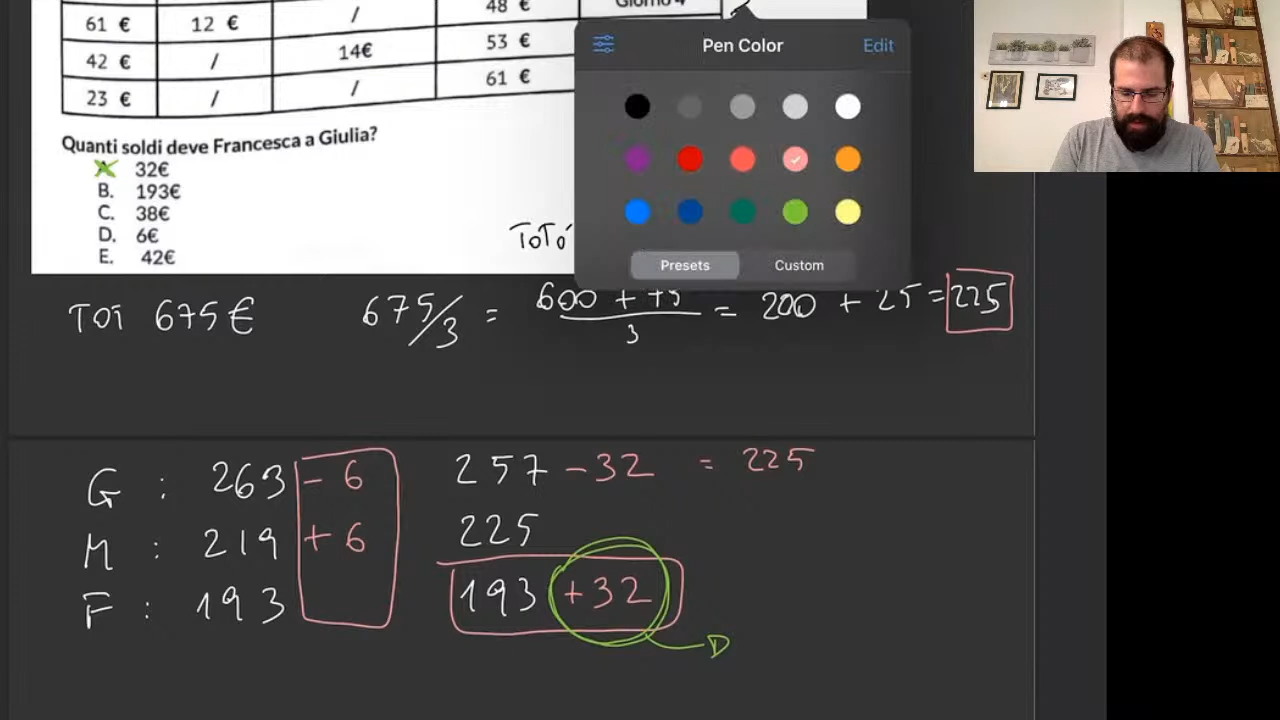 48 €
Giorno 4
61 € 12 € /
42 € / 14€ 53 €
23 € / / 61 €
Quanti soldi deve Francesca a Giulia?
32€
B. 193€
C. 38€
D. 6€
E. 42€
Pen Color
Edit
Presets
Custom
TOT 675€ 675/3 = 600 + 75 / 3 = 200 + 25 = 225
G : 263 - 6 257 - 32 = 225
M : 219 + 6 225
F : 193 193 + 32
D